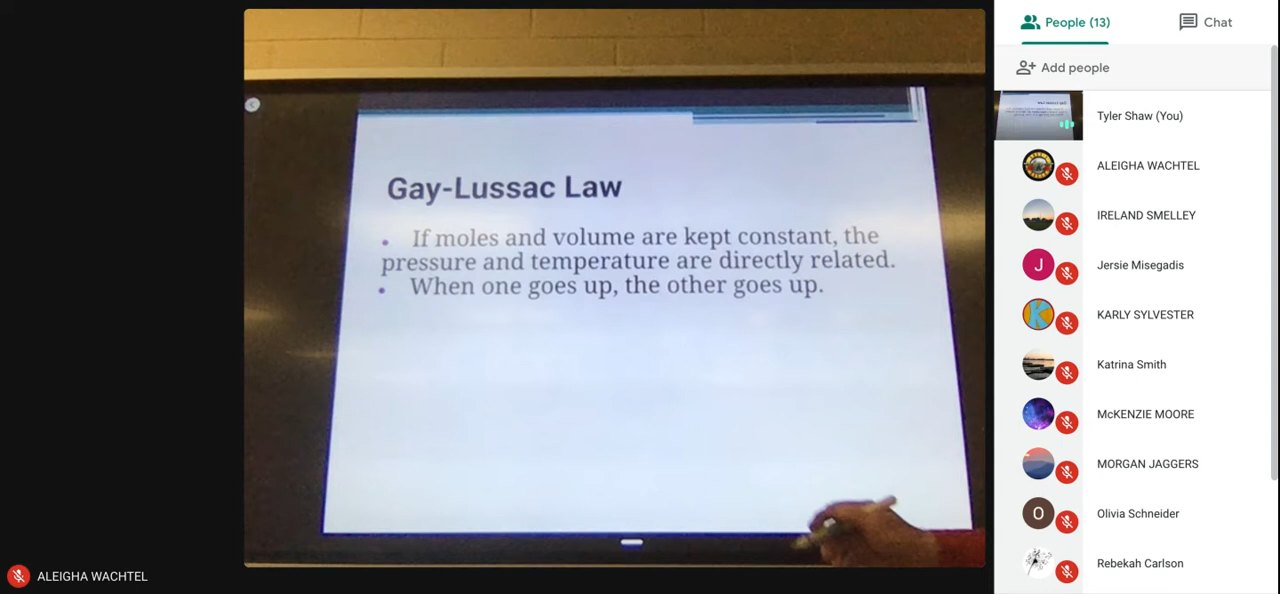 People (13)
Chat
Add people
Tyler Shaw (You)
ALEIGHA WACHTEL
IRELAND SMELLEY
J
Jersie Misegadis
K
KARLY SYLVESTER
Katrina Smith
McKENZIE MOORE
MORGAN JAGGERS
O
Olivia Schneider
Rebekah Carlson
Gay-Lussac Law
• If moles and volume are kept constant, the
pressure and temperature are directly related.
• When one goes up, the other goes up.
ALEIGHA WACHTEL